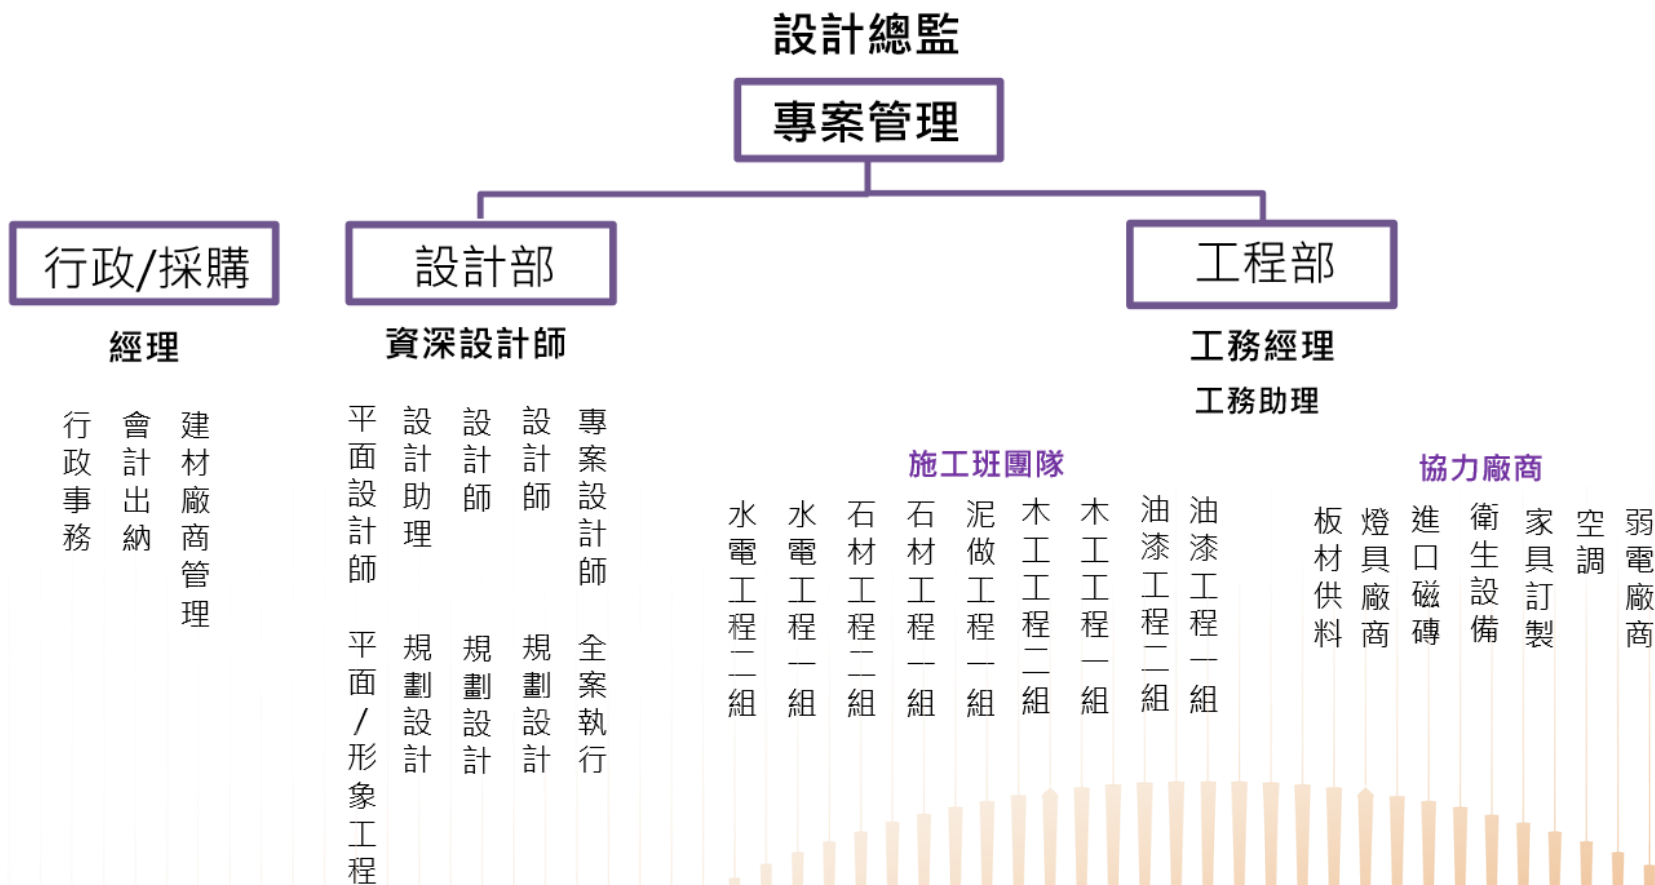 設計總監
專案管理
行政/採購
設計部
工程部
經理
資深設計師
工務經理
工務助理
行政事務
會計出納
建材廠商管理
平面設計師
設計助理
設計師
設計師
專案設計師
平面/形象工程
規劃設計
規劃設計
規劃設計
全案執行
施工班團隊
水電工程二組
水電工程一組
石材工程二組
石材工程一組
泥做工程一組
木工工程二組
木工工程一組
油漆工程二組
油漆工程一組
協力廠商
板材供料
燈具廠商
進口磁磚
衛生設備
家具訂製
空調
弱電廠商